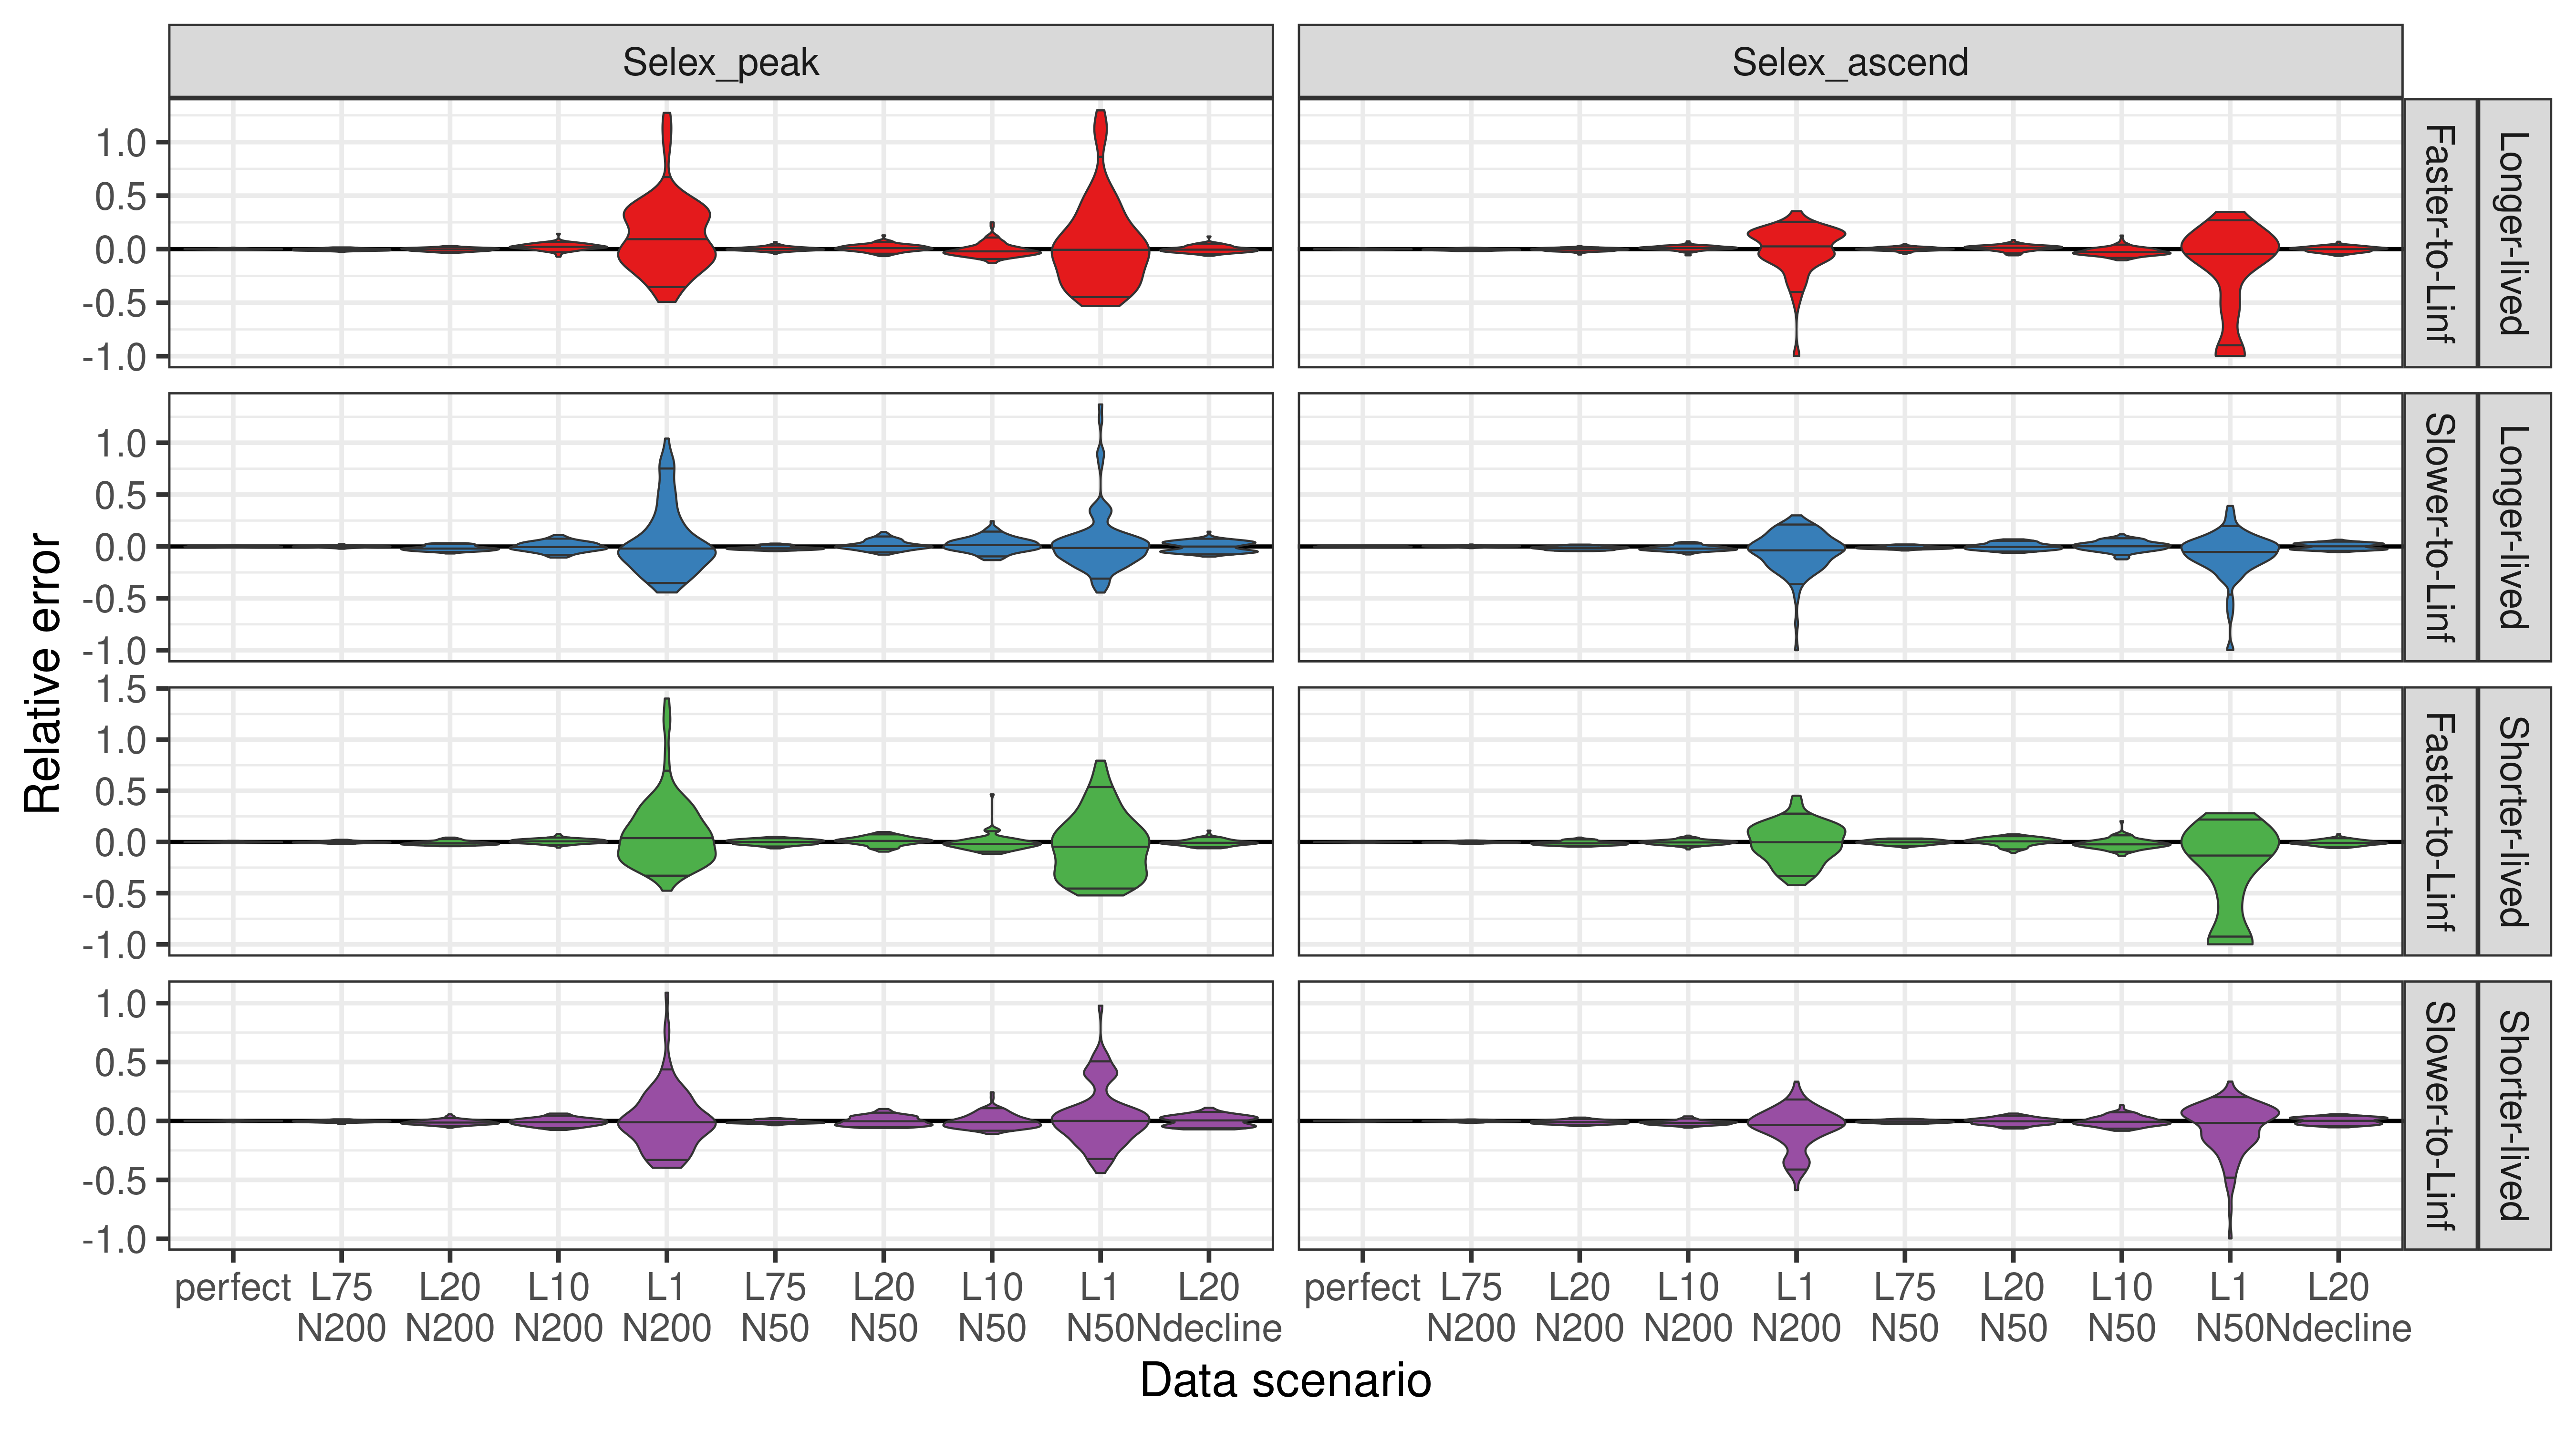 Selex_peak
Selex_ascend
Relative error
1.0
0.5
0.0
-0.5
-1.0
Faster-to-Linf
Longer-lived
1.0
0.5
0.0
-0.5
-1.0
Slower-to-Linf
Longer-lived
1.5
1.0
0.5
0.0
-0.5
-1.0
Faster-to-Linf
Shorter-lived
1.0
0.5
0.0
-0.5
-1.0
Slower-to-Linf
Shorter-lived
perfect L75 L20 L10 L1 L75 L20 L10 L1 L20
N200 N200 N200 N200 N50 N50 N50 N50 Ndecline
perfect L75 L20 L10 L1 L75 L20 L10 L1 L20
N200 N200 N200 N200 N50 N50 N50 N50 Ndecline
Data scenario